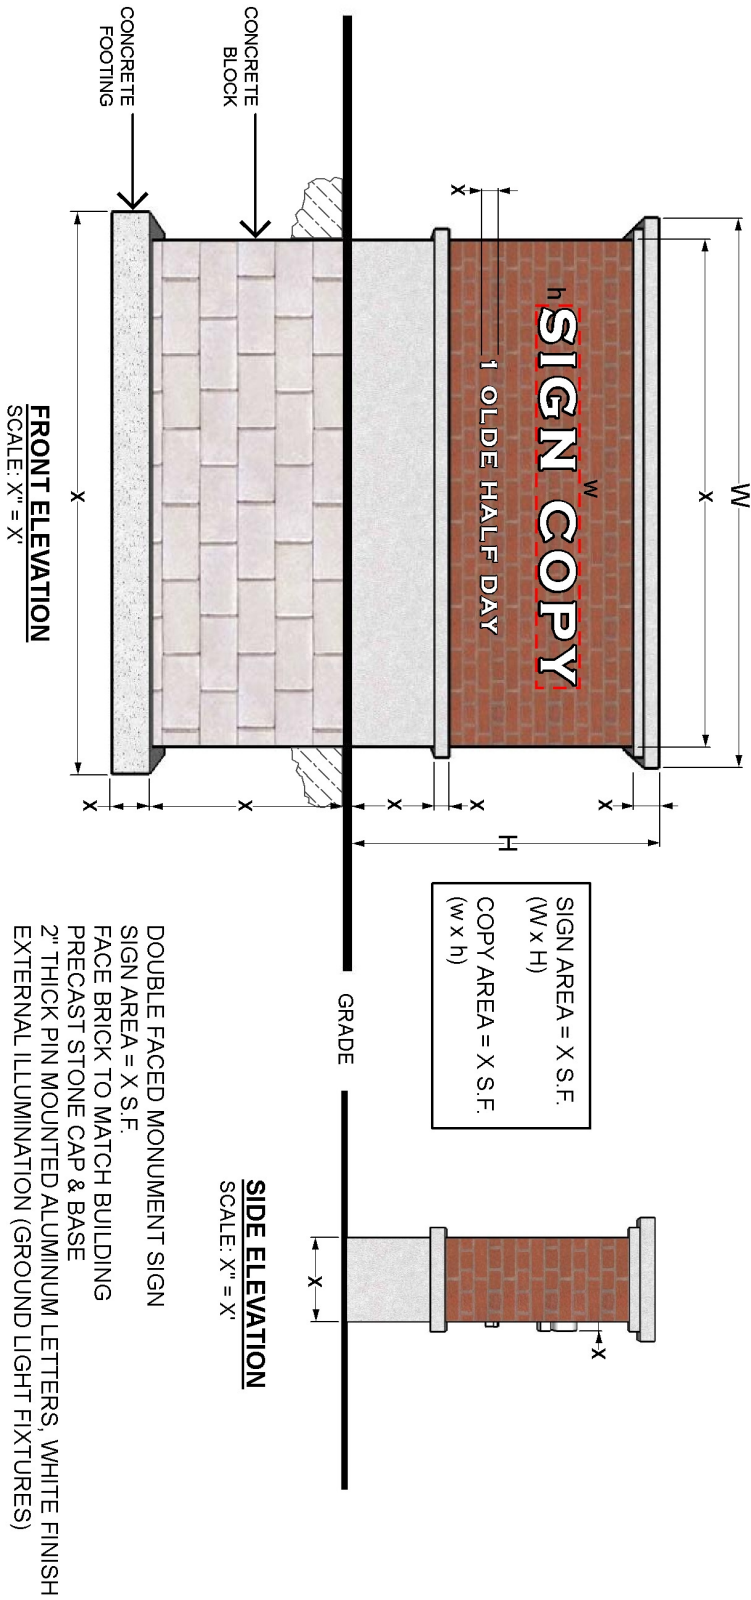 W
X
h
w
SIGN COPY
X
1 OLDE HALF DAY
X
X
X
X
X
H
CONCRETE
BLOCK
CONCRETE
FOOTING
X
FRONT ELEVATION
SCALE: X" = X'
SIGN AREA = X S.F.
(W x H)
COPY AREA = X S.F.
(w x h)
GRADE
X
X
SIDE ELEVATION
SCALE: X" = X'
DOUBLE FACED MONUMENT SIGN
SIGN AREA = X S.F.
FACE BRICK TO MATCH BUILDING
PRECAST STONE CAP & BASE
2" THICK PIN MOUNTED ALUMINUM LETTERS, WHITE FINISH
EXTERNAL ILLUMINATION (GROUND LIGHT FIXTURES)